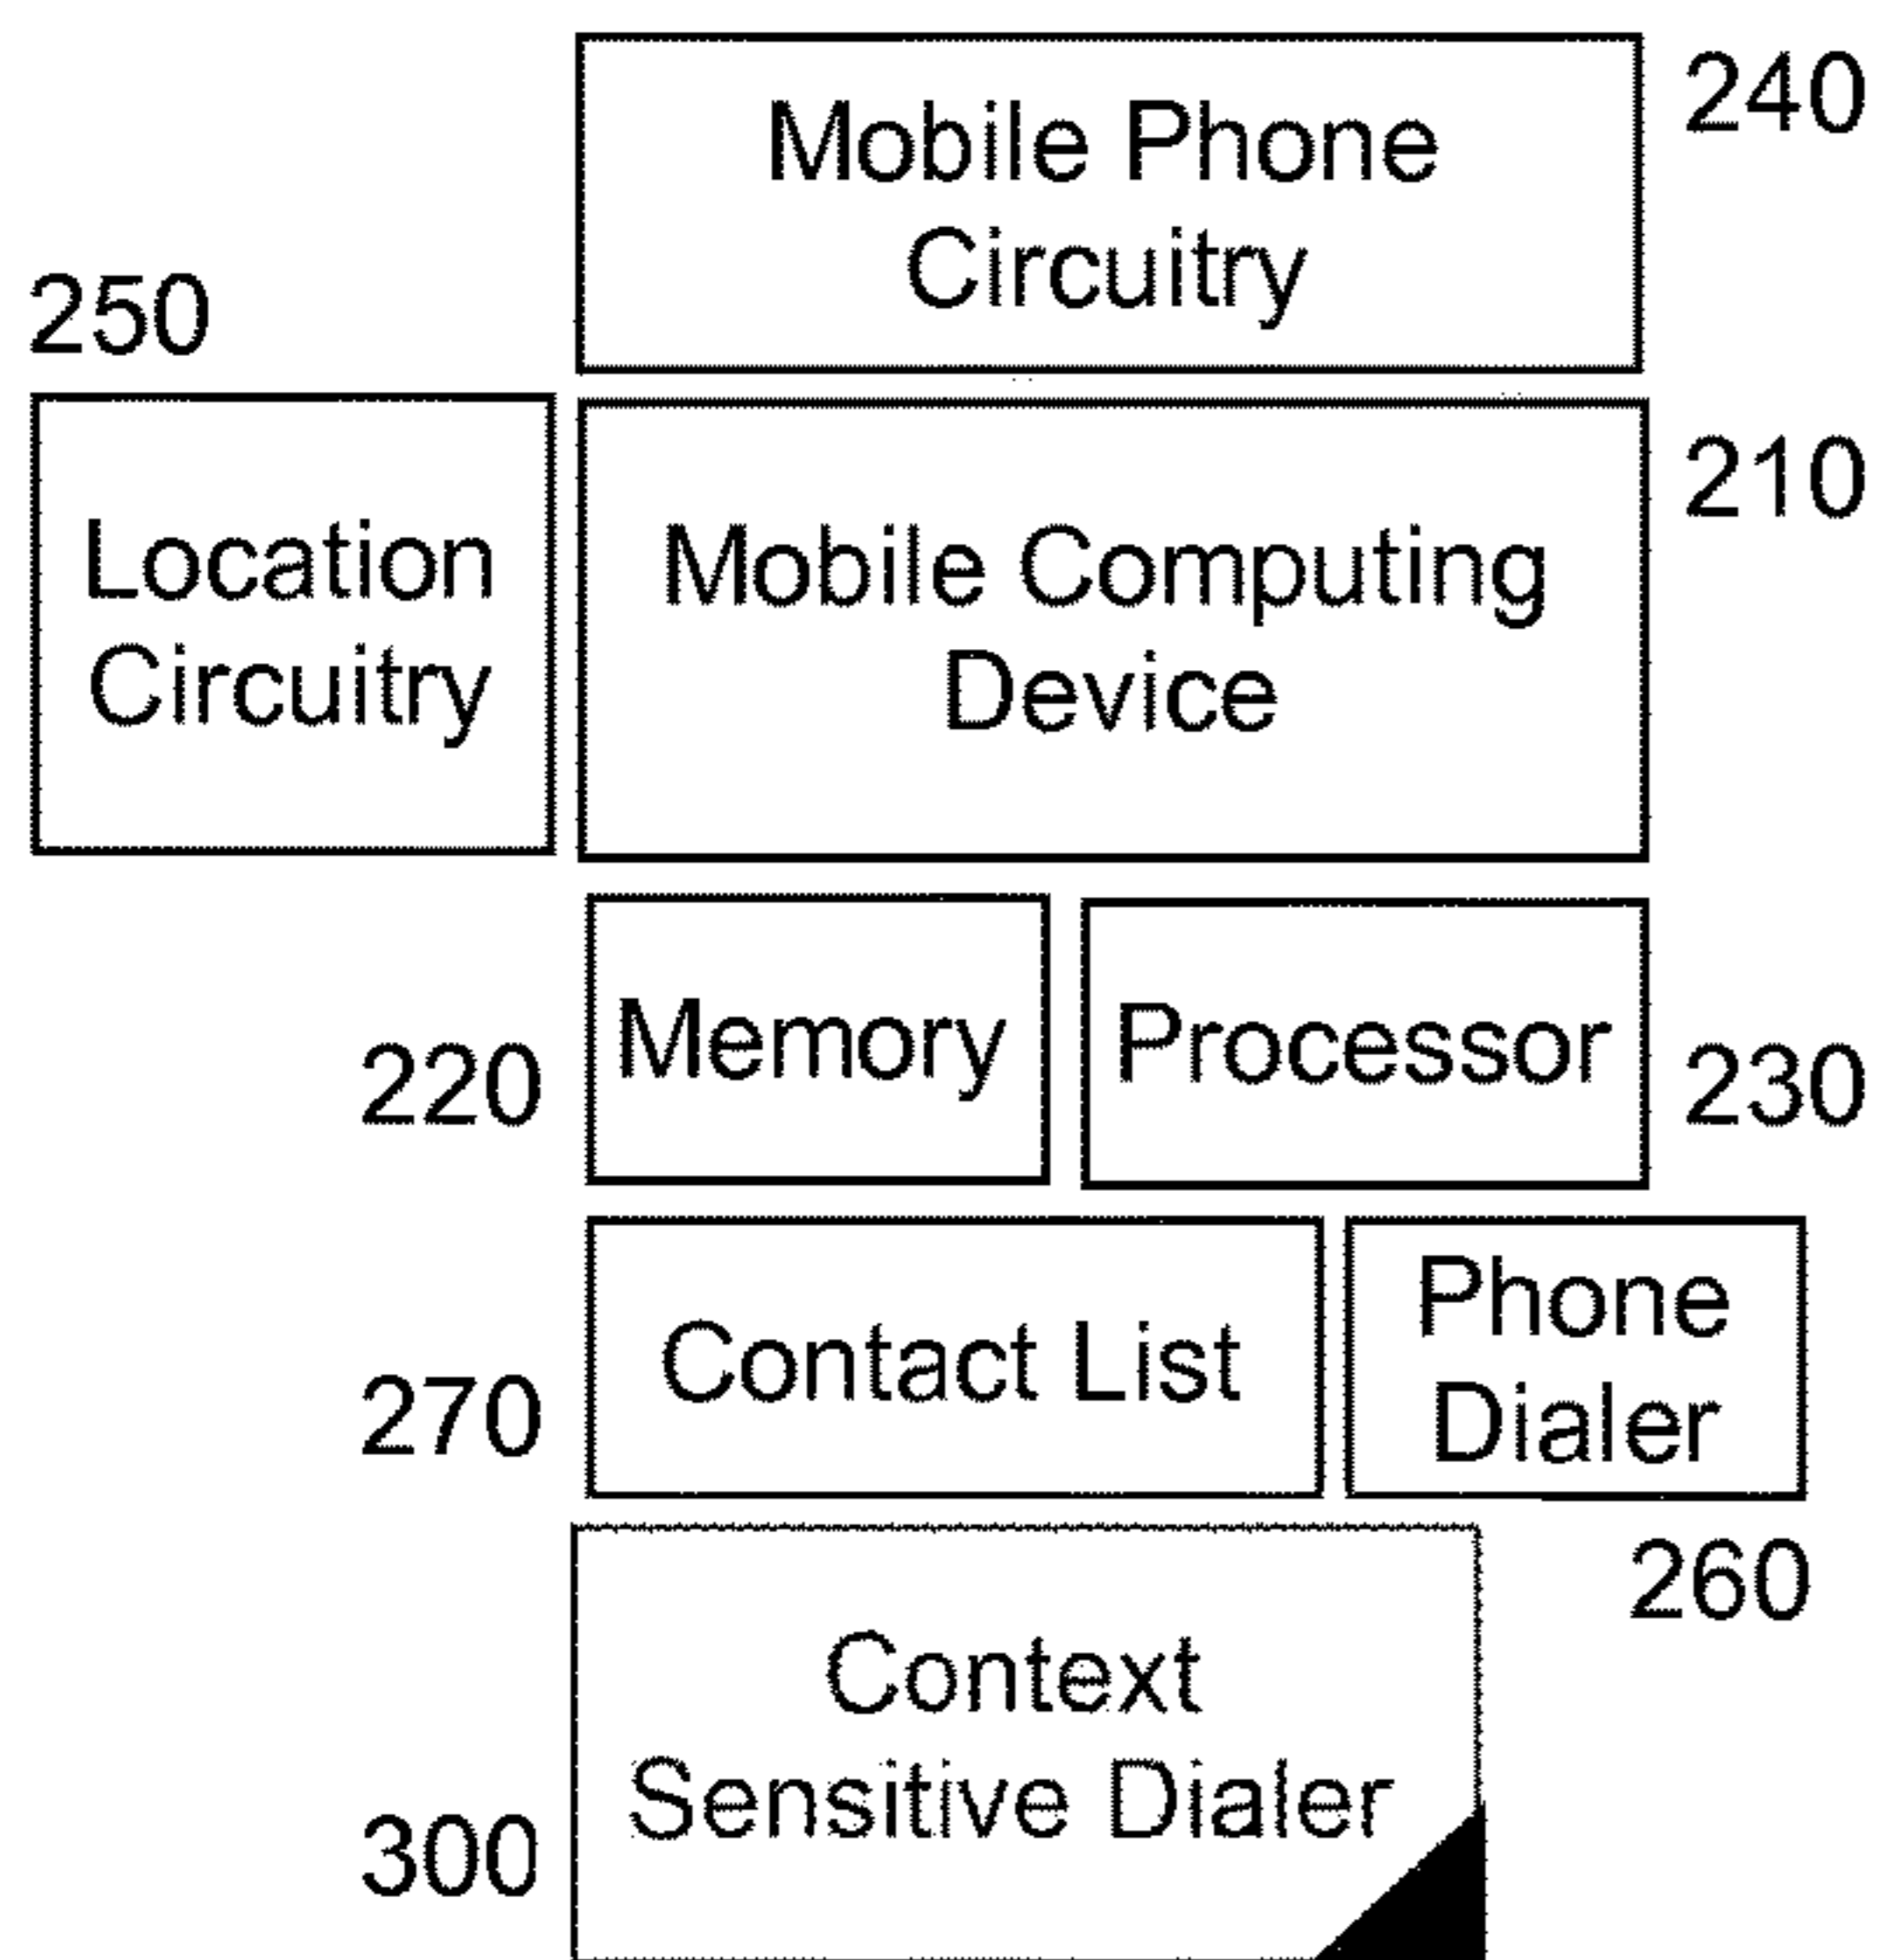 Mobile Phone
Circuitry
240
250
Location
Circuitry
Mobile Computing
Device
210
220
Memory
Processor
230
270
Contact List
Phone
Dialer
260
Context
Sensitive Dialer
300